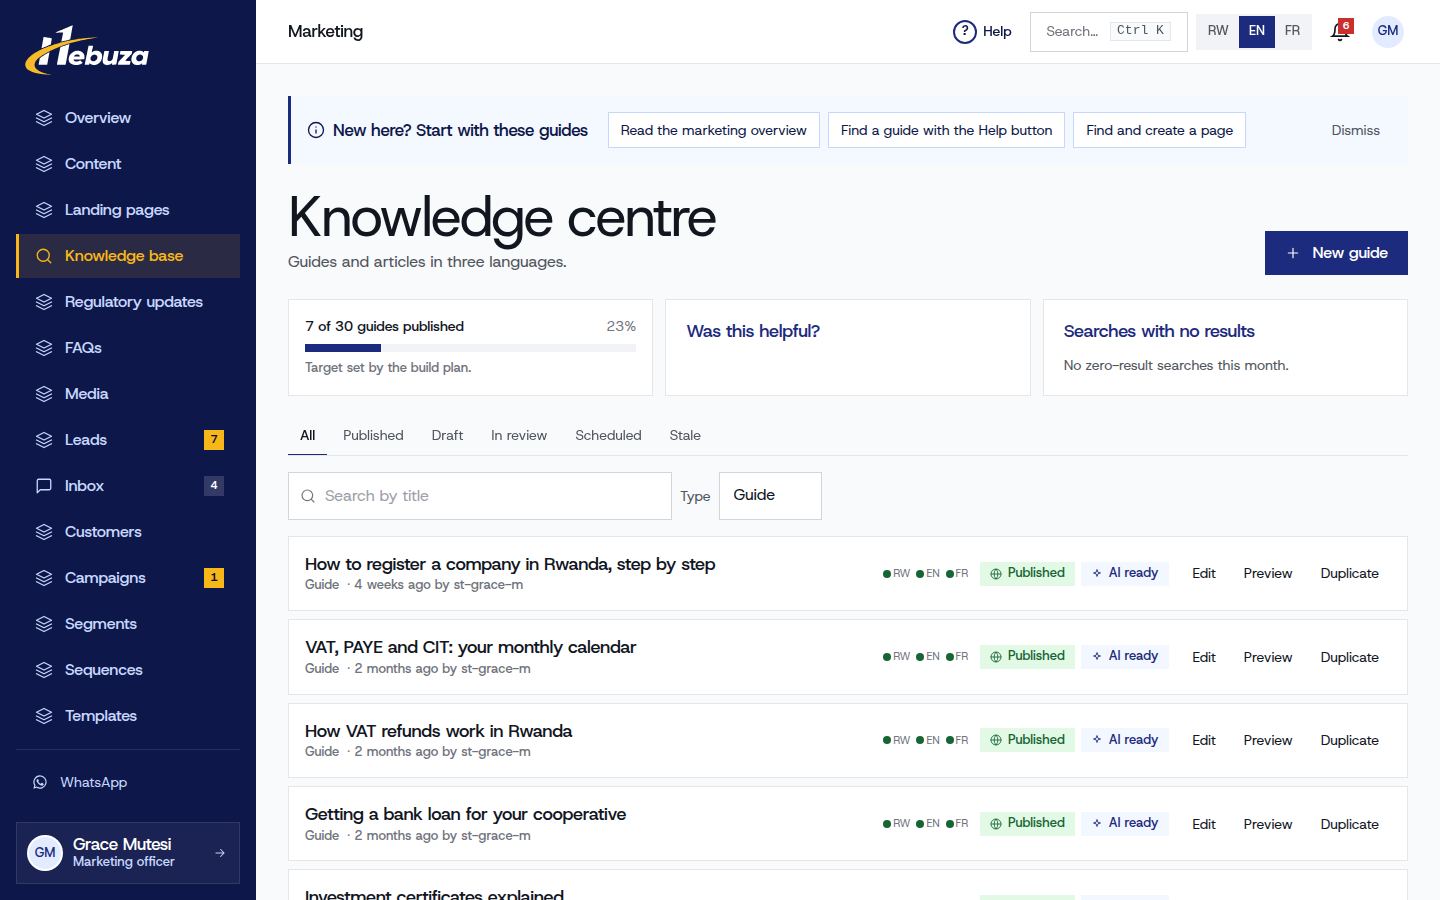 Hebuza
Overview
Content
Landing pages
Knowledge base
Regulatory updates
FAQs
Media
Leads 7
Inbox 4
Customers
Campaigns 1
Segments
Sequences
Templates
WhatsApp
GM
Grace Mutesi
Marketing officer
Marketing
? Help
Search... Ctrl K
RW EN FR
6
GM
New here? Start with these guides
Read the marketing overview
Find a guide with the Help button
Find and create a page
Dismiss
Knowledge centre
Guides and articles in three languages.
New guide
7 of 30 guides published 23%
Target set by the build plan.
Was this helpful?
Searches with no results
No zero-result searches this month.
All Published Draft In review Scheduled Stale
Search by title Type Guide
How to register a company in Rwanda, step by step
Guide · 4 weeks ago by st-grace-m
RW EN FR Published AI ready Edit Preview Duplicate
VAT, PAYE and CIT: your monthly calendar
Guide · 2 months ago by st-grace-m
RW EN FR Published AI ready Edit Preview Duplicate
How VAT refunds work in Rwanda
Guide · 2 months ago by st-grace-m
RW EN FR Published AI ready Edit Preview Duplicate
Getting a bank loan for your cooperative
Guide · 2 months ago by st-grace-m
RW EN FR Published AI ready Edit Preview Duplicate
Investment certificates explained